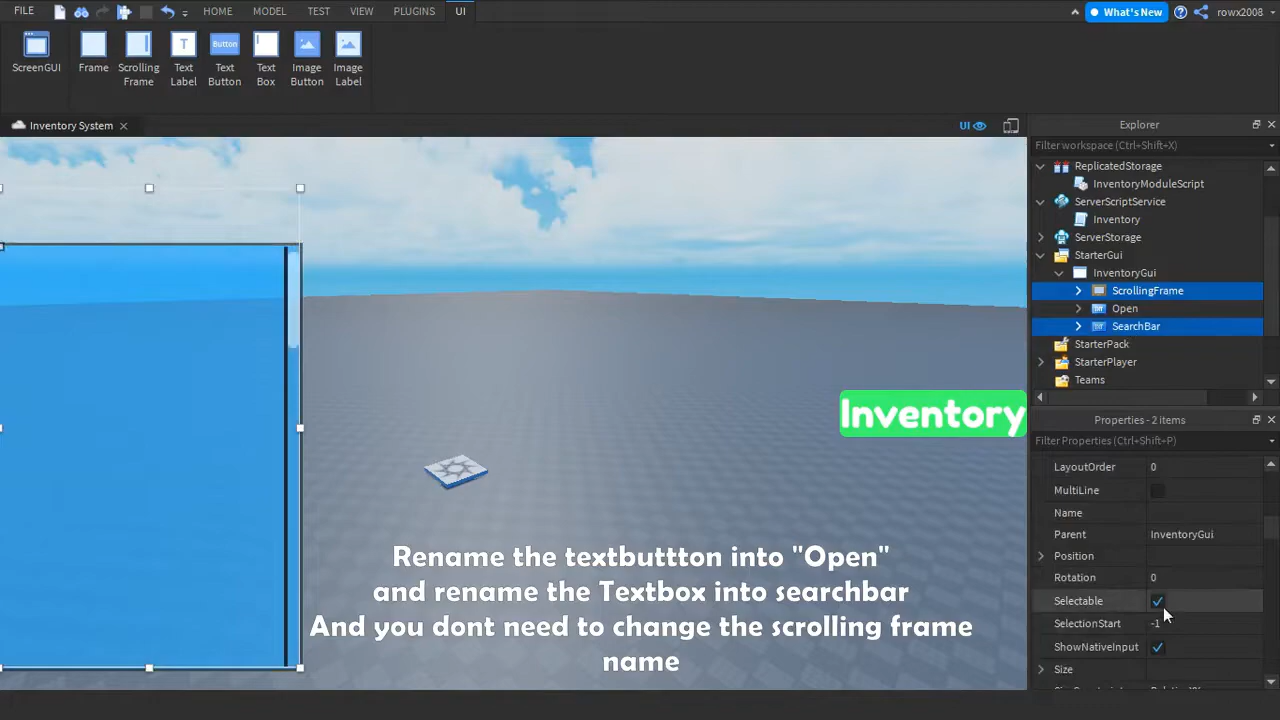 FILE
HOME
MODEL
TEST
VIEW
PLUGINS
UI
What's New
rowx2008
ScreenGUI
Frame
Scrolling
Frame
Text
Label
Button
Text
Button
Text
Box
Image
Button
Image
Label
Inventory System
UI
Explorer
Filter workspace (Ctrl+Shift+X)
ReplicatedStorage
InventoryModuleScript
ServerScriptService
Inventory
ServerStorage
StarterGui
InventoryGui
ScrollingFrame
Open
SearchBar
StarterPack
StarterPlayer
Teams
Properties - 2 items
Filter Properties (Ctrl+Shift+P)
LayoutOrder 0
MultiLine
Name
Parent InventoryGui
Position
Rotation 0
Selectable
SelectionStart -1
ShowNativeInput
Size
Inventory
Rename the textbuttton into "Open"
and rename the Textbox into searchbar
And you dont need to change the scrolling frame
name